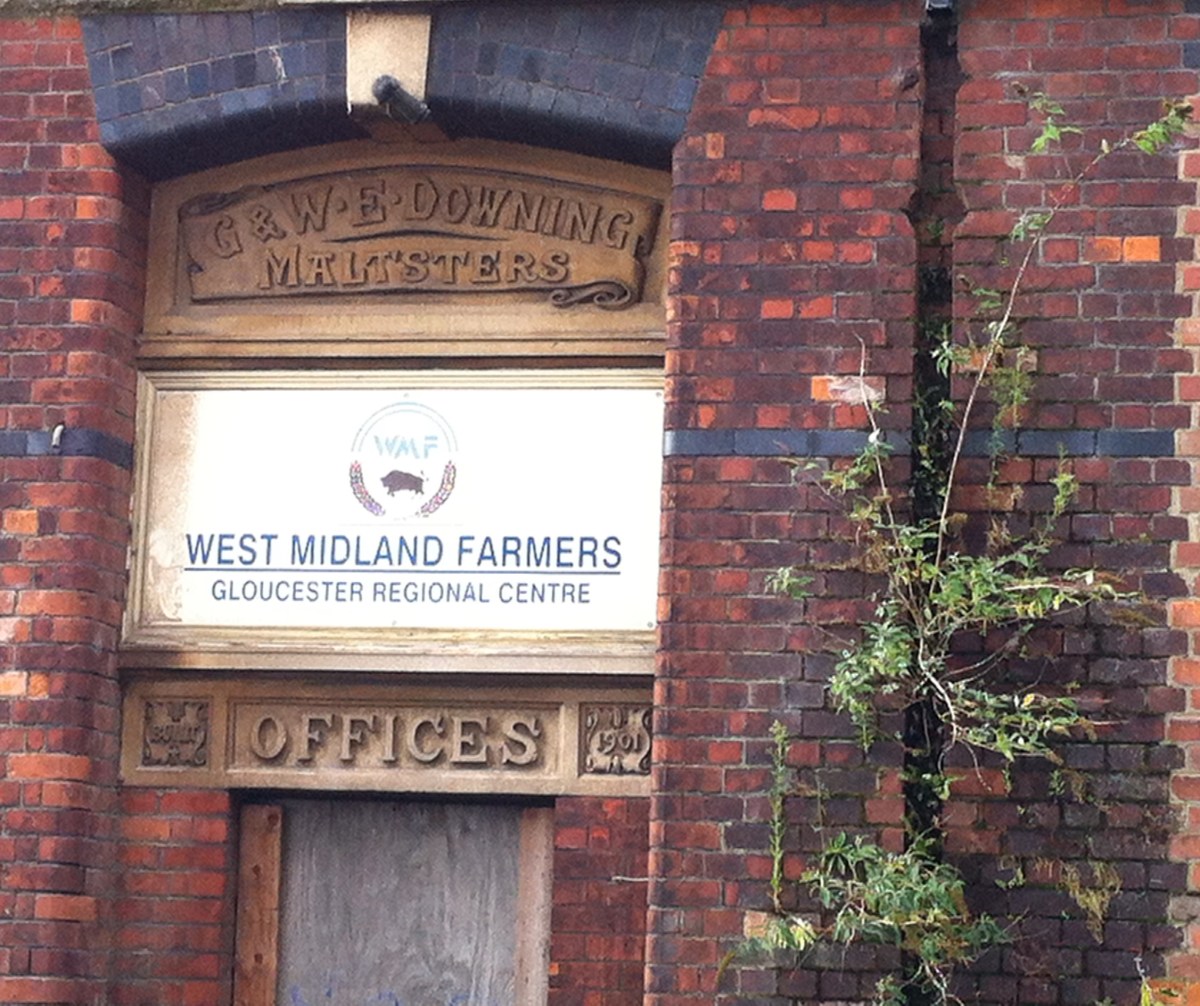 G & W · E · DOWNING
MALTSTERS
WMF
WEST MIDLAND FARMERS
GLOUCESTER REGIONAL CENTRE
BUILT
OFFICES
1901